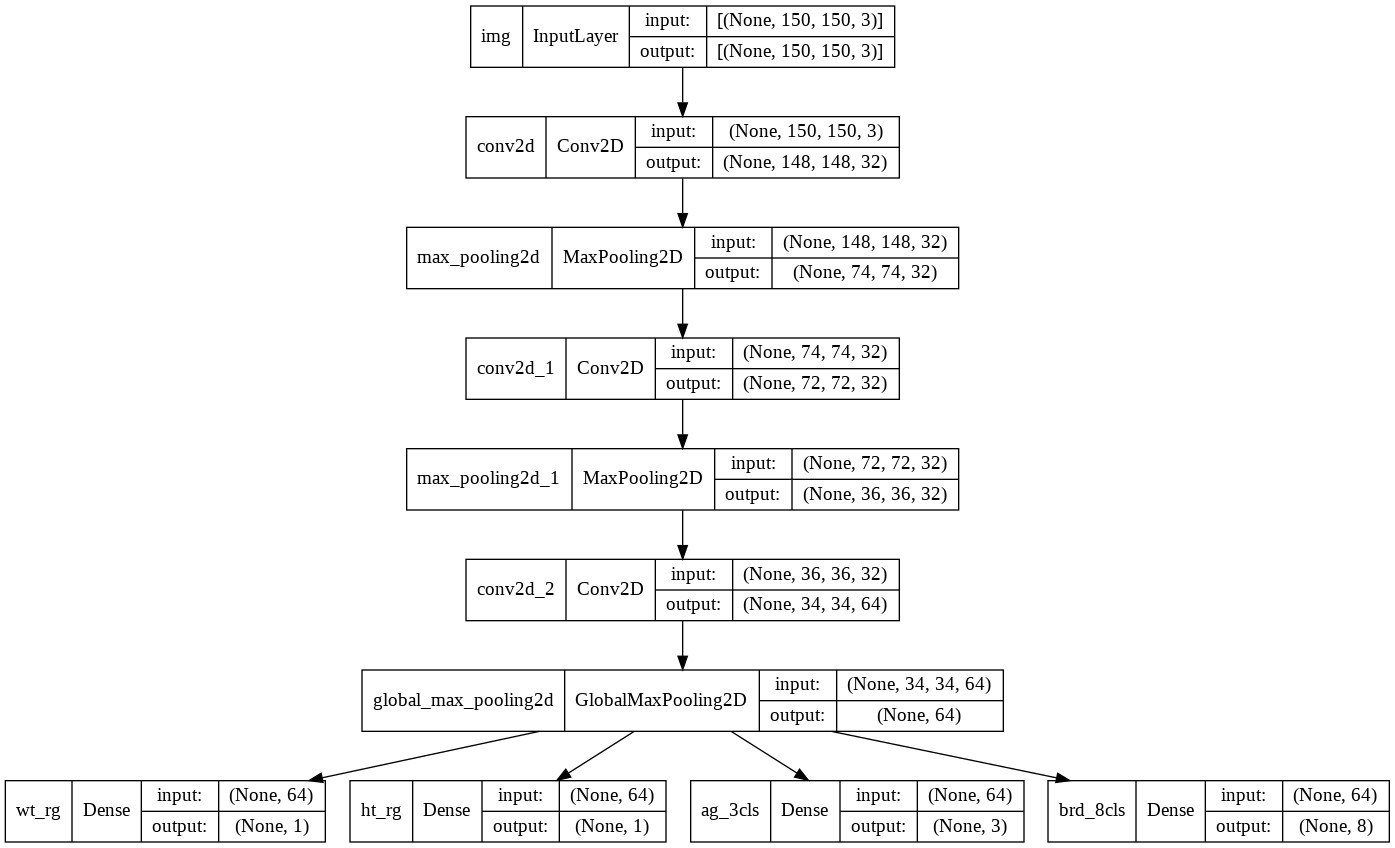 img InputLayer input: [(None, 150, 150, 3)]
output: [(None, 150, 150, 3)]
conv2d Conv2D input: (None, 150, 150, 3)
output: (None, 148, 148, 32)
max_pooling2d MaxPooling2D input: (None, 148, 148, 32)
output: (None, 74, 74, 32)
conv2d_1 Conv2D input: (None, 74, 74, 32)
output: (None, 72, 72, 32)
max_pooling2d_1 MaxPooling2D input: (None, 72, 72, 32)
output: (None, 36, 36, 32)
conv2d_2 Conv2D input: (None, 36, 36, 32)
output: (None, 34, 34, 64)
global_max_pooling2d GlobalMaxPooling2D input: (None, 34, 34, 64)
output: (None, 64)
wt_rg Dense input: (None, 64)
output: (None, 1)
ht_rg Dense input: (None, 64)
output: (None, 1)
ag_3cls Dense input: (None, 64)
output: (None, 3)
brd_8cls Dense input: (None, 64)
output: (None, 8)